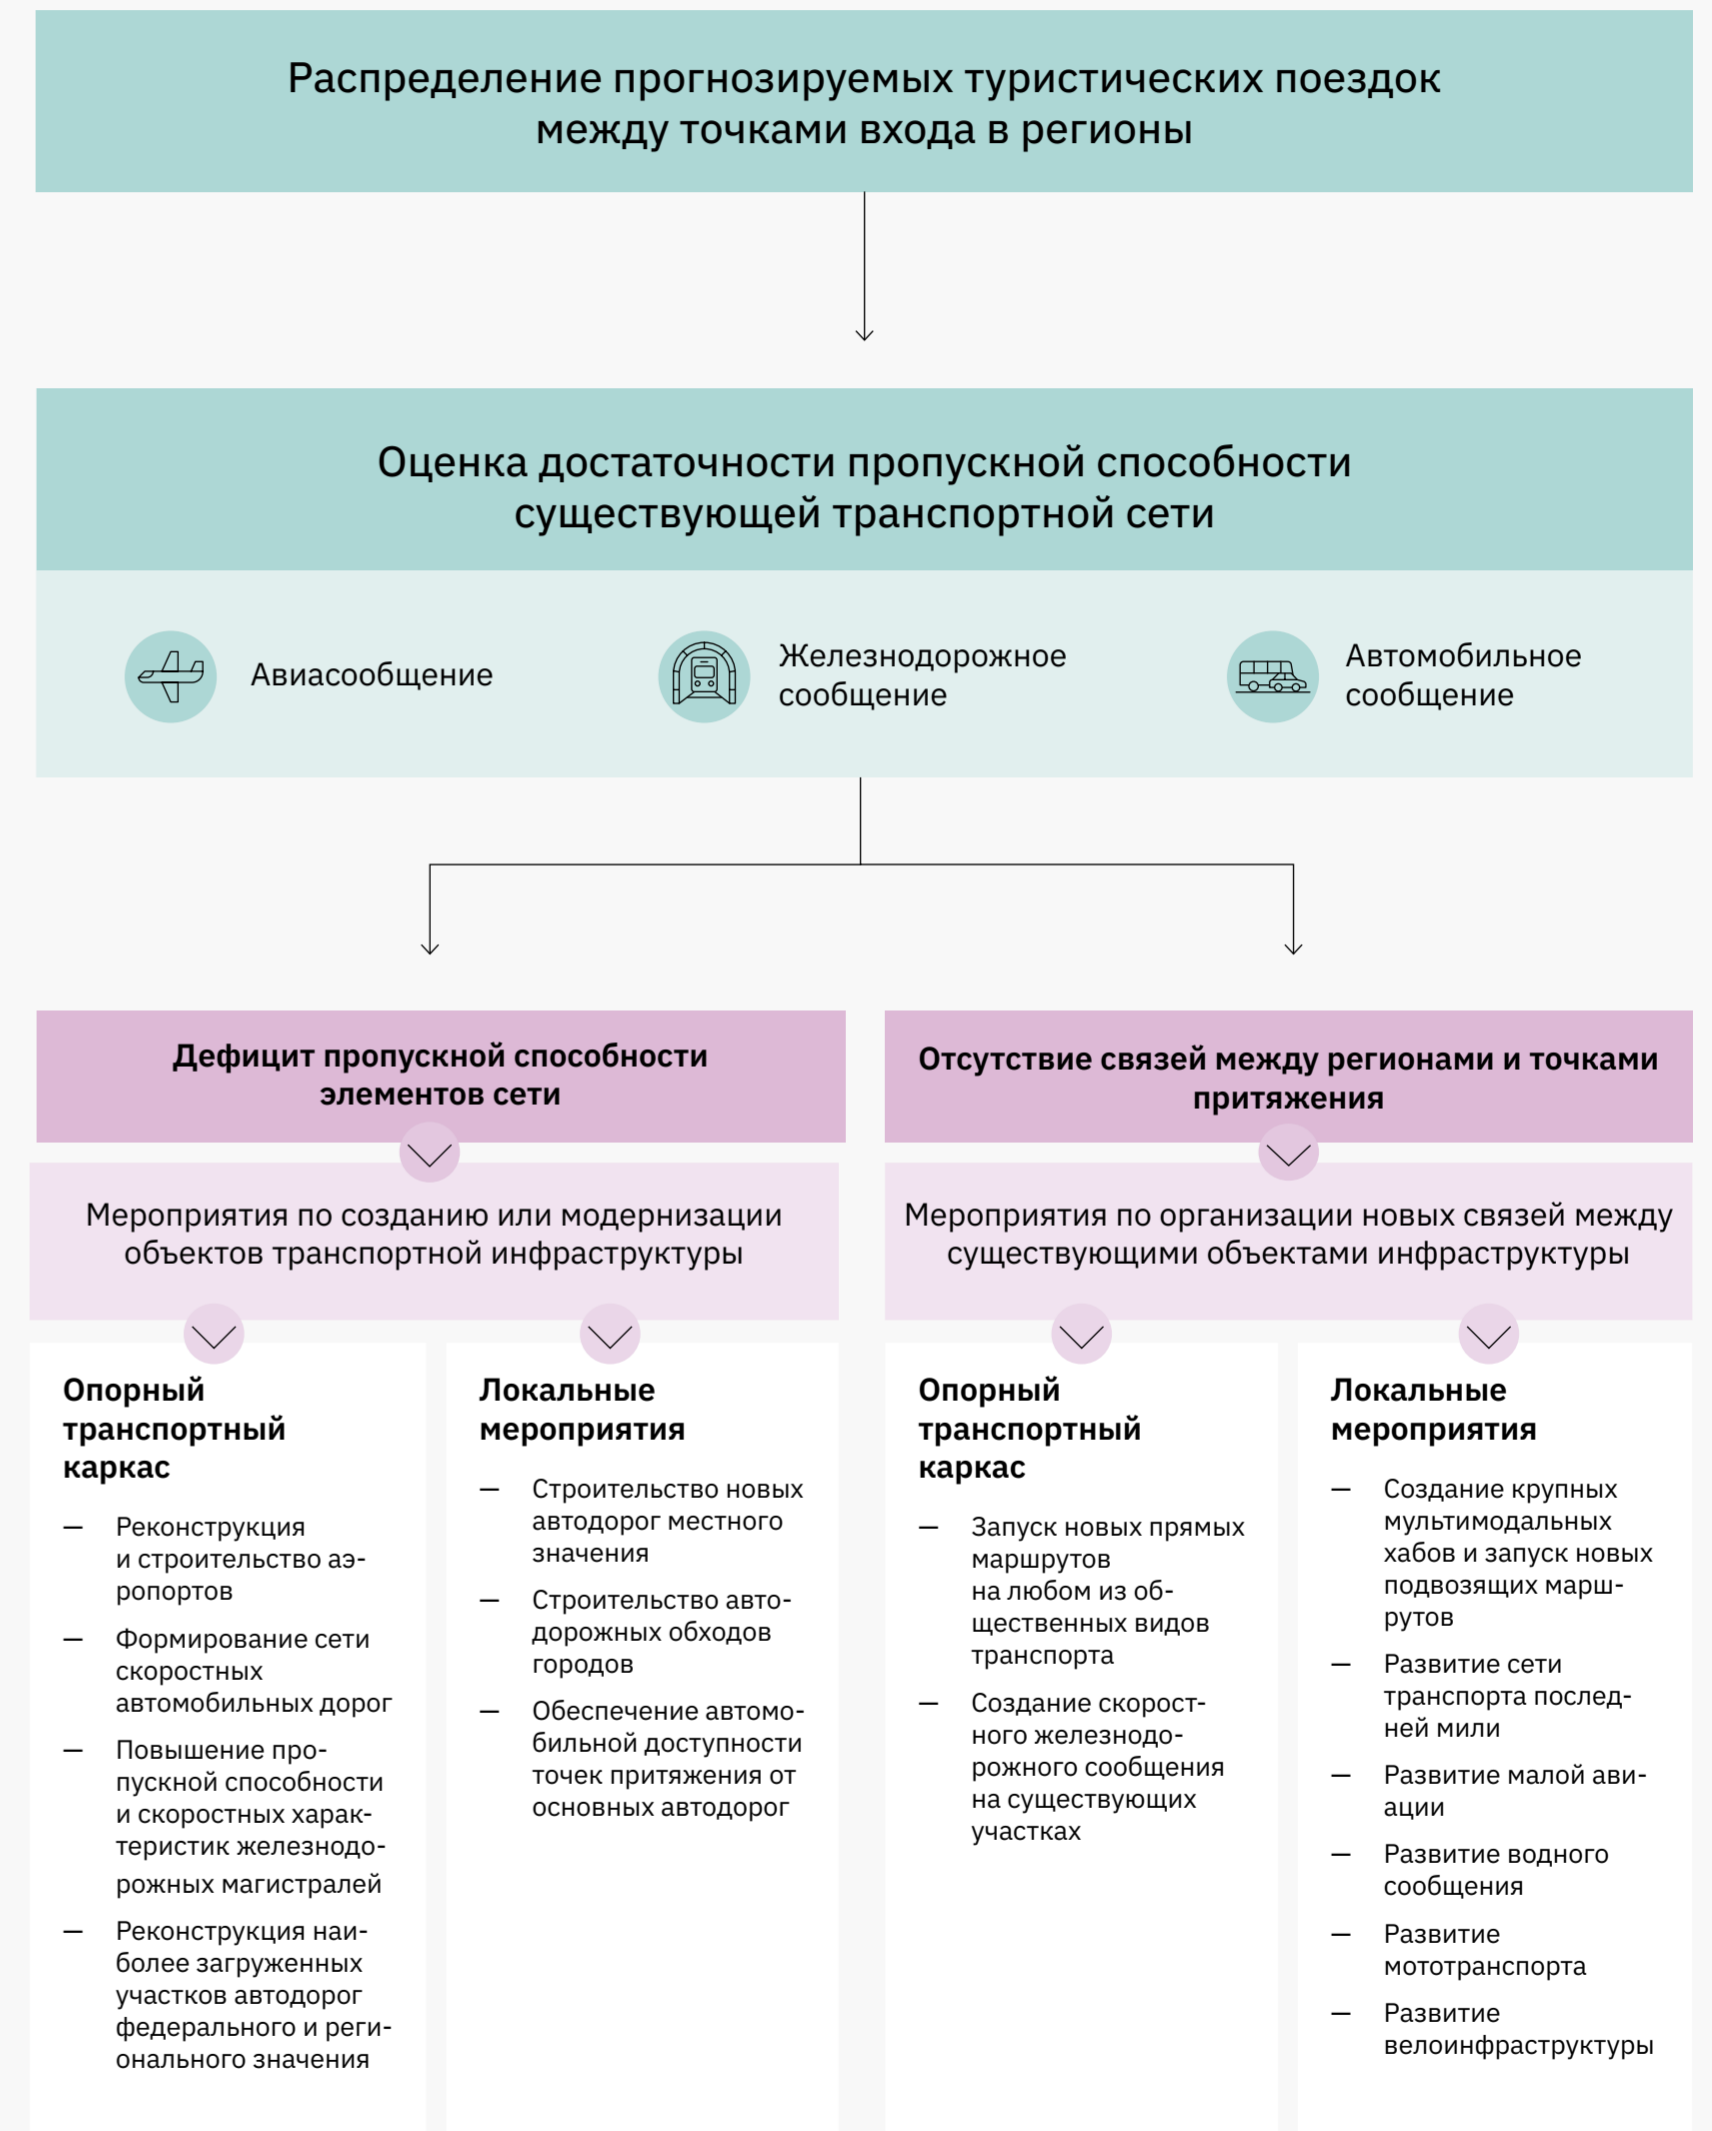 Распределение прогнозируемых туристических поездок
между точками входа в регионы
Оценка достаточности пропускной способности
существующей транспортной сети
Авиасообщение
Железнодорожное
сообщение
Автомобильное
сообщение
Дефицит пропускной способности
элементов сети
Мероприятия по созданию или модернизации
объектов транспортной инфраструктуры
Опорный
транспортный
каркас
— Реконструкция
и строительство аэ-
ропортов
— Формирование сети
скоростных
автомобильных дорог
— Повышение про-
пускной способности
и скоростных харак-
теристик железнодо-
рожных магистралей
— Реконструкция наи-
более загруженных
участков автодорог
федерального и реги-
онального значения
Локальные
мероприятия
— Строительство новых
автодорог местного
значения
— Строительство авто-
дорожных обходов
городов
— Обеспечение автомо-
бильной доступности
точек притяжения от
основных автодорог
Отсутствие связей между регионами и точками
притяжения
Мероприятия по организации новых связей между
существующими объектами инфраструктуры
Опорный
транспортный
каркас
— Запуск новых прямых
маршрутов
на любом из об-
щественных видов
транспорта
— Создание скорост-
ного железнодо-
рожного сообщения
на существующих
участках
Локальные
мероприятия
— Создание крупных
мультимодальных
хабов и запуск новых
подвозящих марш-
рутов
— Развитие сети
транспорта послед-
ней мили
— Развитие малой ави-
ации
— Развитие водного
сообщения
— Развитие
мототранспорта
— Развитие
велоинфраструктуры